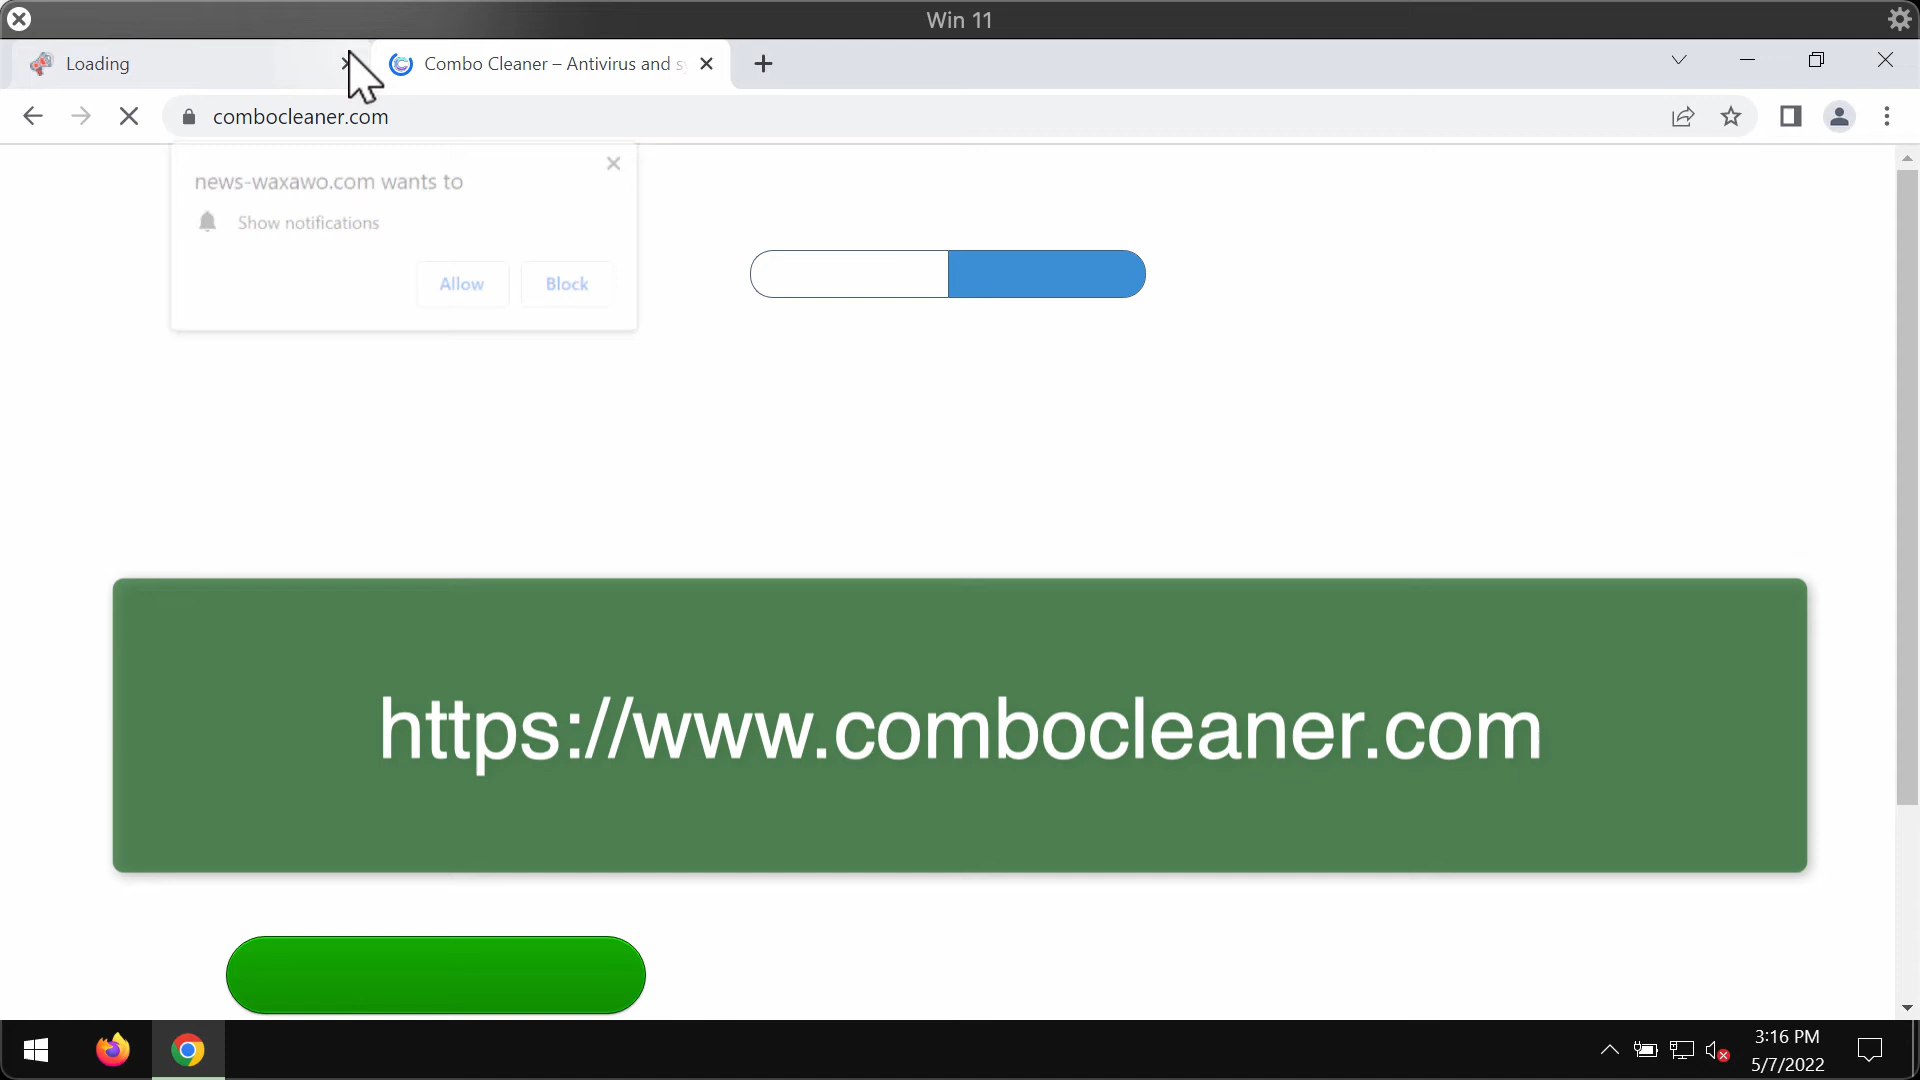 Win 11
Loading
Combo Cleaner – Antivirus and s
combocleaner.com
news-waxawo.com wants to
Show notifications
Allow
Block
https://www.combocleaner.com
3:16 PM
5/7/2022